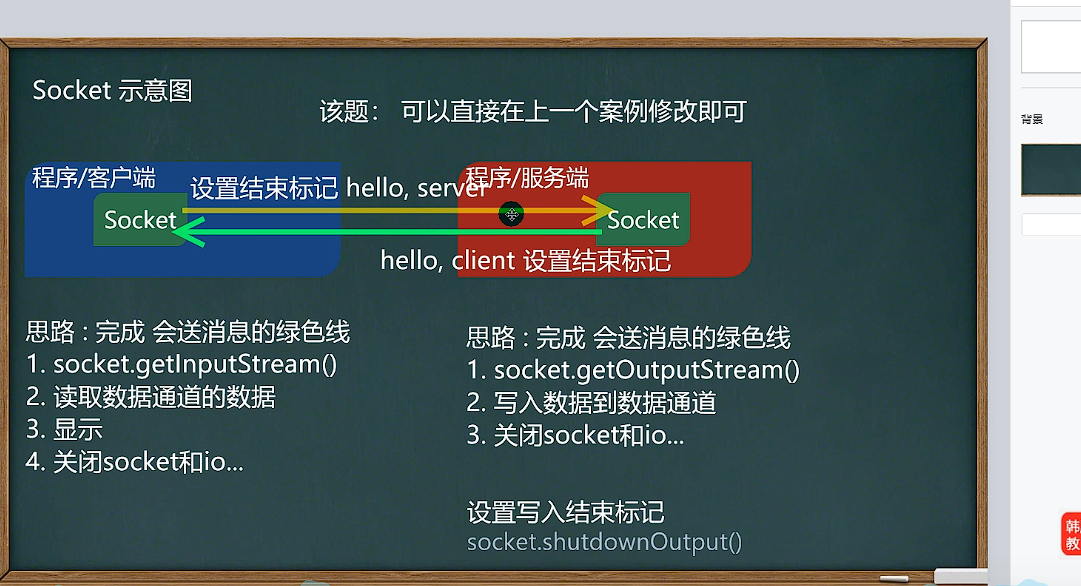 Socket 示意图
该题： 可以直接在上一个案例修改即可
程序/客户端
设置结束标记 hello, server
程序/服务端
Socket
Socket
hello, client 设置结束标记
思路 : 完成 会送消息的绿色线
1. socket.getInputStream()
2. 读取数据通道的数据
3. 显示
4. 关闭socket和io...
思路 : 完成 会送消息的绿色线
1. socket.getOutputStream()
2. 写入数据到数据通道
3. 关闭socket和io...
设置写入结束标记
socket.shutdownOutput()
背景
韩
教